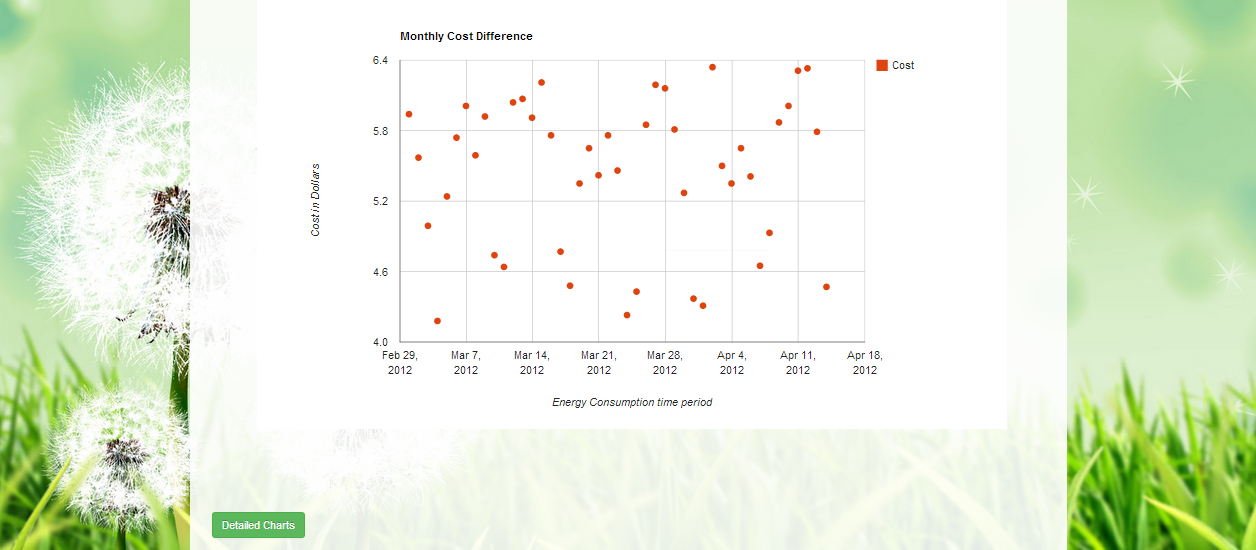 Monthly Cost Difference
6.4
5.8
5.2
4.6
4.0
Cost in Dollars
Cost
Feb 29, Mar 7, Mar 14, Mar 21, Mar 28, Apr 4, Apr 11, Apr 18,
2012 2012 2012 2012 2012 2012 2012 2012
Energy Consumption time period
Detailed Charts